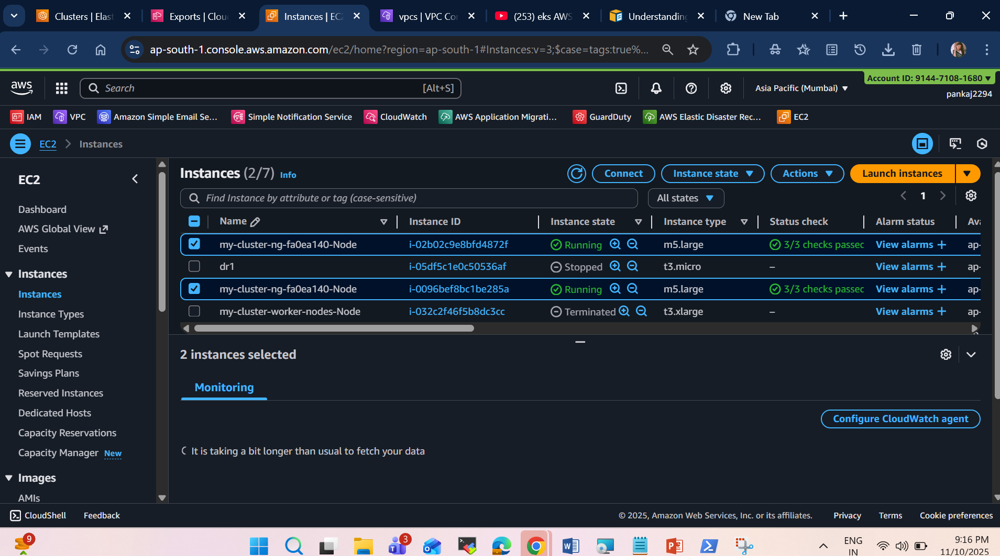 Clusters | Elast
Exports | Clou
Instances | EC2
vpcs | VPC Co
(253) eks AWS
Understanding
New Tab
ap-south-1.console.aws.amazon.com/ec2/home?region=ap-south-1#Instances:v=3;$case=tags:true%...
aws
Search
[Alt+S]
Asia Pacific (Mumbai)
Account ID: 9144-7108-1680
pankaj2294
IAM
VPC
Amazon Simple Email Se...
Simple Notification Service
CloudWatch
AWS Application Migrati...
GuardDuty
AWS Elastic Disaster Rec...
EC2
EC2
Instances
EC2
Dashboard
AWS Global View
Events
Instances
Instances
Instance Types
Launch Templates
Spot Requests
Savings Plans
Reserved Instances
Dedicated Hosts
Capacity Reservations
Capacity Manager New
Images
AMIs
Instances (2/7) Info
Connect
Instance state
Actions
Launch instances
Find Instance by attribute or tag (case-sensitive)
All states
1
Name Instance ID Instance state Instance type Status check Alarm status Ava
my-cluster-ng-fa0ea140-Node i-02b02c9e8bfd4872f Running m5.large 3/3 checks passed View alarms + ap-
dr1 i-05df5c1e0c50536af Stopped t3.micro – View alarms + ap-
my-cluster-ng-fa0ea140-Node i-0096bef8bc1be285a Running m5.large 3/3 checks passed View alarms + ap-
my-cluster-worker-nodes-Node i-032c2f46f5b8dc3cc Terminated t3.xlarge – View alarms + ap-
2 instances selected
Monitoring
Configure CloudWatch agent
It is taking a bit longer than usual to fetch your data
CloudShell
Feedback
© 2025, Amazon Web Services, Inc. or its affiliates.
Privacy
Terms
Cookie preferences
9
3
ENG
IN
9:16 PM
11/10/2025